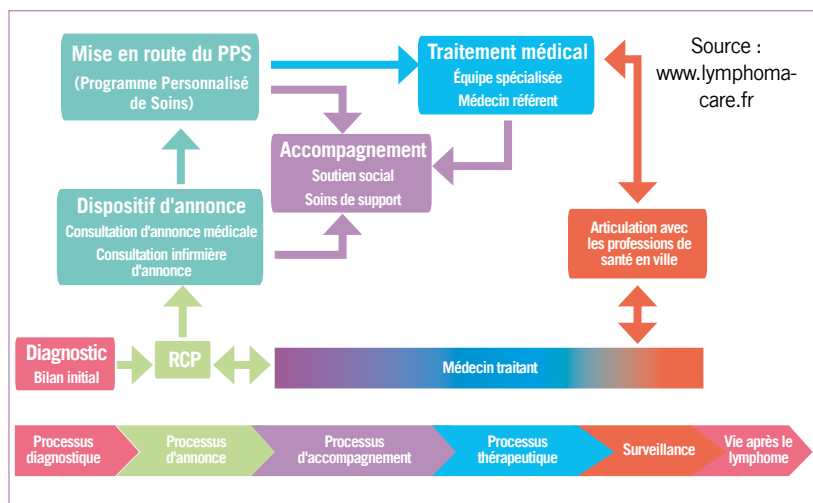 Mise en route du PPS
(Programme Personnalisé
de Soins)
Traitement médical
Équipe spécialisée
Médecin référent
Source :
www.lymphoma-
care.fr
Accompagnement
Soutien social
Soins de support
Dispositif d'annonce
Consultation d'annonce médicale
Consultation infirmière
d'annonce
Articulation avec
les professions de
santé en ville
Diagnostic
Bilan initial
RCP
Médecin traitant
Processus
diagnostique
Processus
d'annonce
Processus
d'accompagnement
Processus
thérapeutique
Surveillance
Vie après le
lymphome